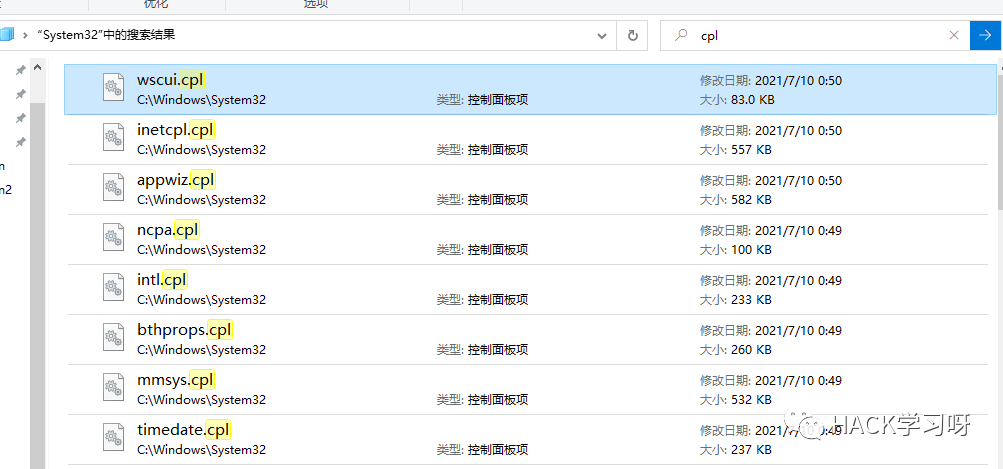 优化
选项
“System32”中的搜索结果
cpl
wscui.cpl
修改日期: 2021/7/10 0:50
C:\Windows\System32
类型: 控制面板项
大小: 83.0 KB
inetcpl.cpl
修改日期: 2021/7/10 0:50
C:\Windows\System32
类型: 控制面板项
大小: 557 KB
appwiz.cpl
修改日期: 2021/7/10 0:50
C:\Windows\System32
类型: 控制面板项
大小: 582 KB
ncpa.cpl
修改日期: 2021/7/10 0:49
C:\Windows\System32
类型: 控制面板项
大小: 100 KB
intl.cpl
修改日期: 2021/7/10 0:49
C:\Windows\System32
类型: 控制面板项
大小: 233 KB
bthprops.cpl
修改日期: 2021/7/10 0:49
C:\Windows\System32
类型: 控制面板项
大小: 260 KB
mmsys.cpl
修改日期: 2021/7/10 0:49
C:\Windows\System32
类型: 控制面板项
大小: 532 KB
timedate.cpl
修改日期: 2021/7/10 0:49
C:\Windows\System32
类型: 控制面板项
大小: 237 KB
HACK学习呀